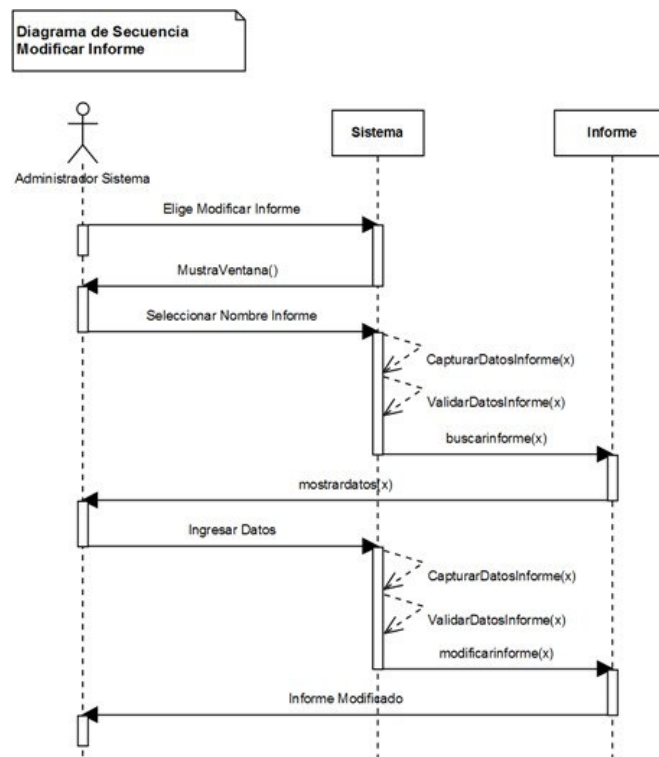 Diagrama de Secuencia
Modificar Informe
Administrador Sistema
Sistema
Informe
Elige Modificar Informe
MustraVentana()
Seleccionar Nombre Informe
CapturarDatosInforme(x)
ValidarDatosInforme(x)
buscarinforme(x)
mostrardatos(x)
Ingresar Datos
CapturarDatosInforme(x)
ValidarDatosInforme(x)
modificarinforme(x)
Informe Modificado